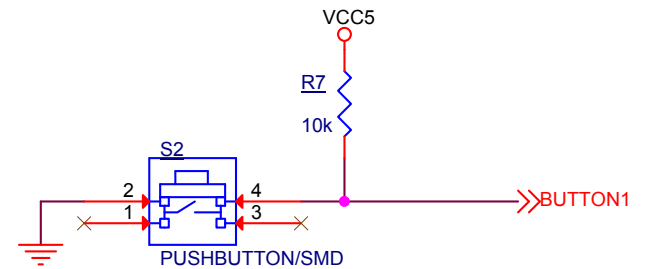 VCC5
R7
10k
S2
2 4
1 3
BUTTON1
PUSHBUTTON/SMD